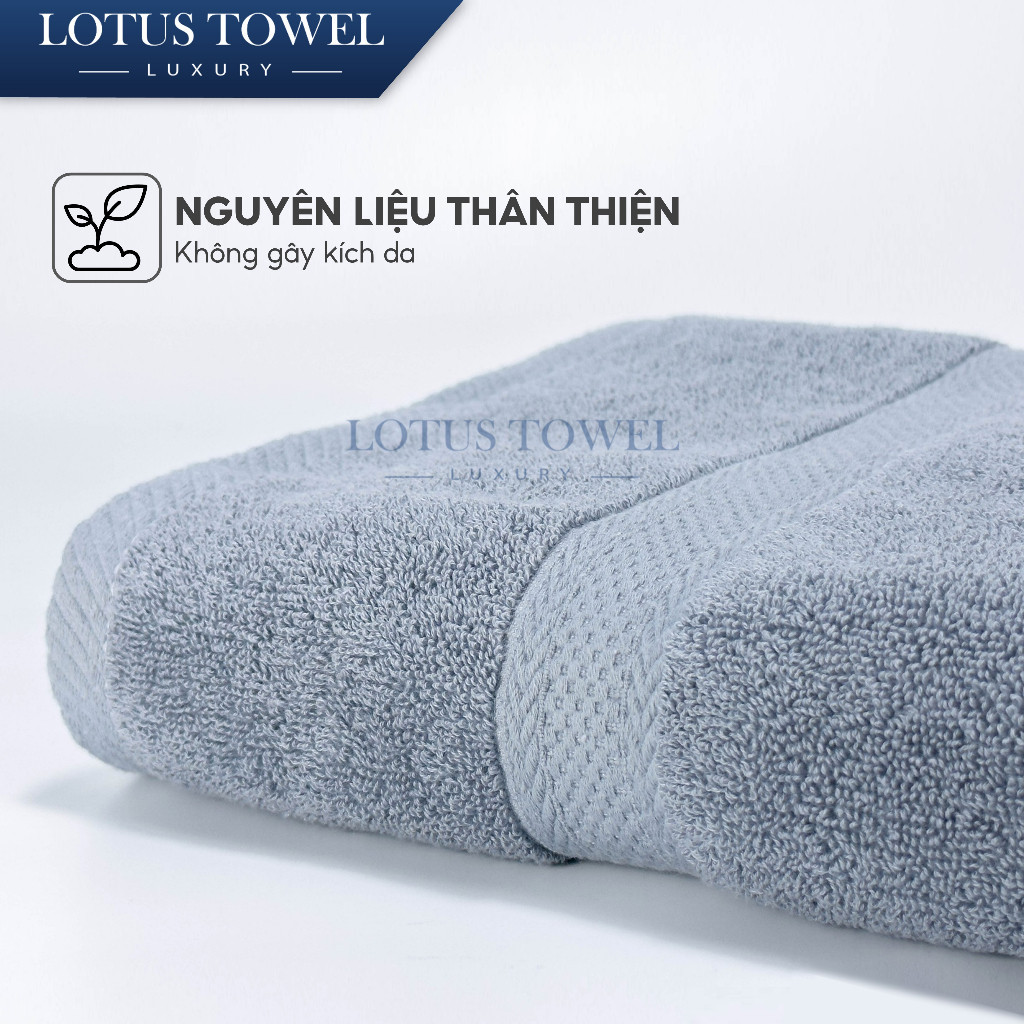 LOTUS TOWEL
LUXURY
NGUYÊN LIỆU THÂN THIỆN
Không gây kích da
LOTUS TOWEL
LUXURY